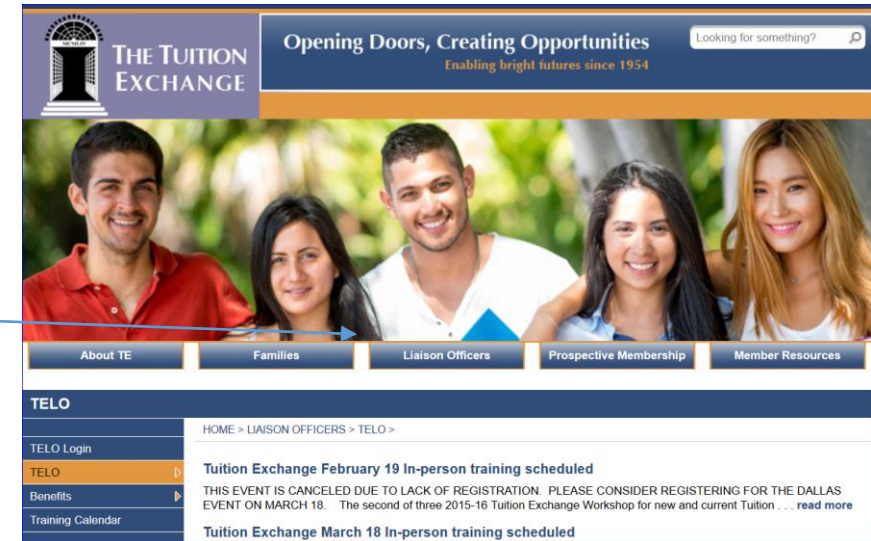 MCMLIV
THE TUITION
EXCHANGE
Opening Doors, Creating Opportunities
Enabling bright futures since 1954
Looking for something?
About TE
Families
Liaison Officers
Prospective Membership
Member Resources
TELO
HOME > LIAISON OFFICERS > TELO >
TELO Login
TELO
Benefits
Training Calendar
Tuition Exchange February 19 In-person training scheduled
THIS EVENT IS CANCELED DUE TO LACK OF REGISTRATION. PLEASE CONSIDER REGISTERING FOR THE DALLAS
EVENT ON MARCH 18. The second of three 2015-16 Tuition Exchange Workshop for new and current Tuition . . . read more
Tuition Exchange March 18 In-person training scheduled